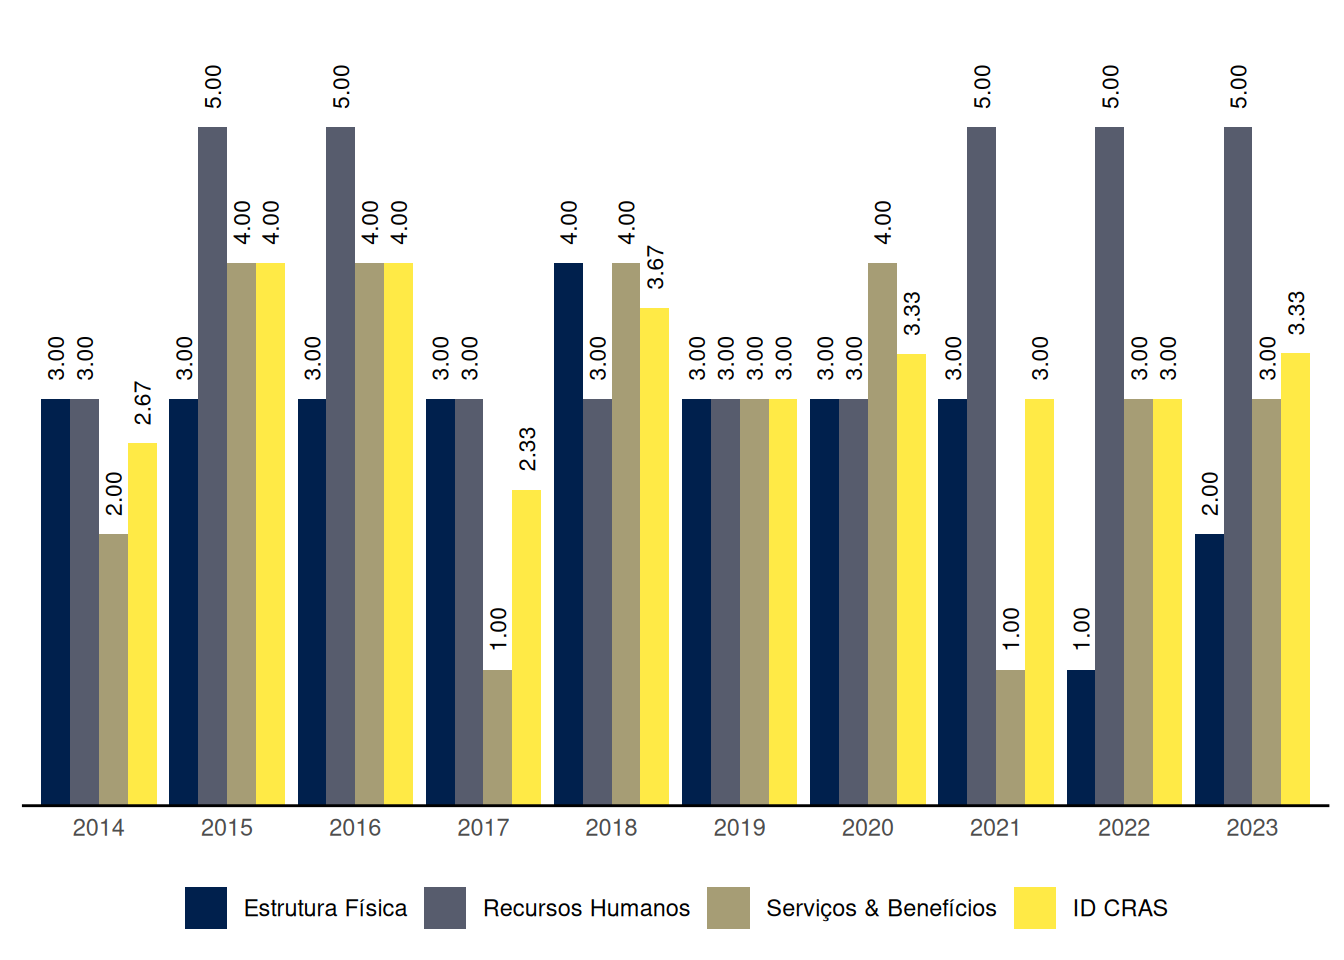 5.00 5.00 5.00 5.00 5.00
4.00 4.00 4.00 4.00 4.00 4.00 4.00
3.67
3.33 3.33
3.00 3.00 3.00 3.00 3.00 3.00 3.00 3.00 3.00 3.00 3.00 3.00 3.00 3.00 3.00 3.00 3.00 3.00
2.67
2.33
2.00 2.00
1.00 1.00 1.00
2014 2015 2016 2017 2018 2019 2020 2021 2022 2023
Estrutura Física Recursos Humanos Serviços & Benefícios ID CRAS